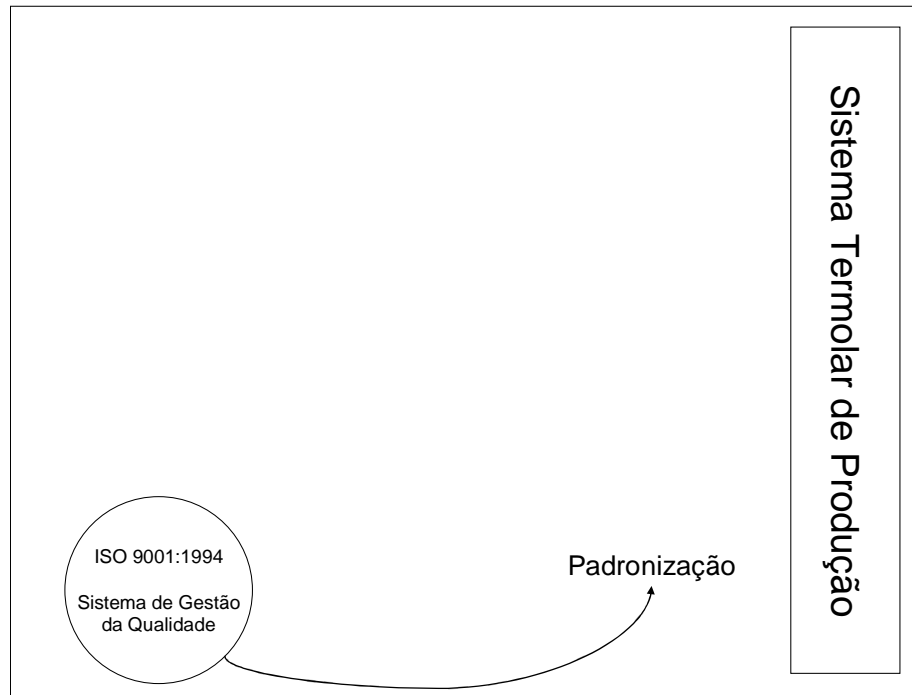 Sistema Termolar de Produção
ISO 9001:1994
Sistema de Gestão
da Qualidade
Padronização